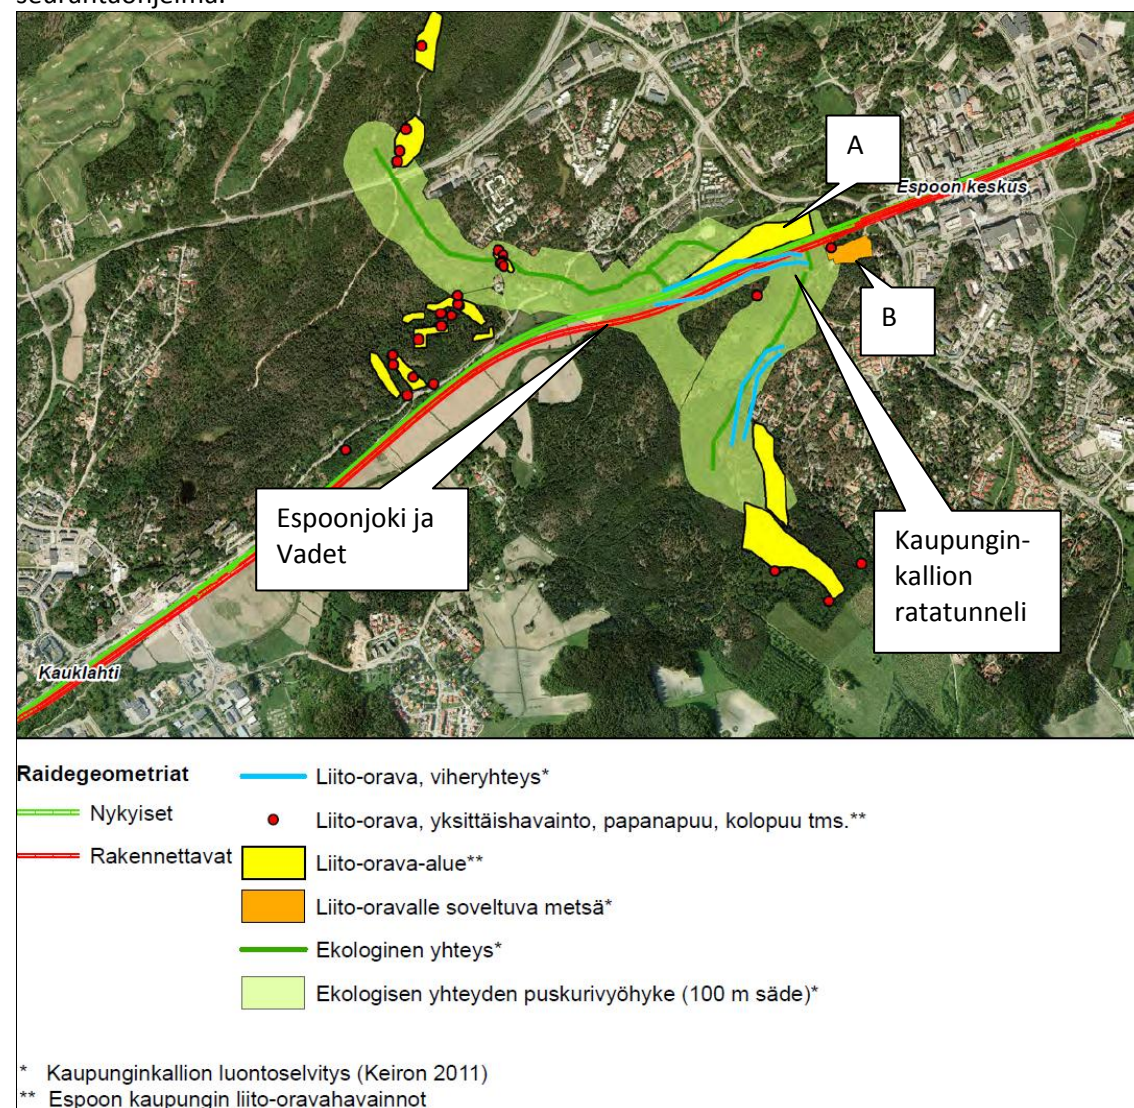 seurantaohjelma.
A
Espoon keskus
B
Espoonjoki ja
Vadet
Kaupungin-
kallion
ratatunneli
Kauklahti
Raidegeometriat
Nykyiset
Rakennettavat
Liito-orava, viheryhteys*
Liito-orava, yksittäishavainto, papanapuu, kolopuu tms.**
Liito-orava-alue**
Liito-oravalle soveltuva metsä*
Ekologinen yhteys*
Ekologisen yhteyden puskurivyöhyke (100 m säde)*
* Kaupunginkallion luontoselvitys (Keiron 2011)
** Espoon kaupungin liito-oravahavainnot